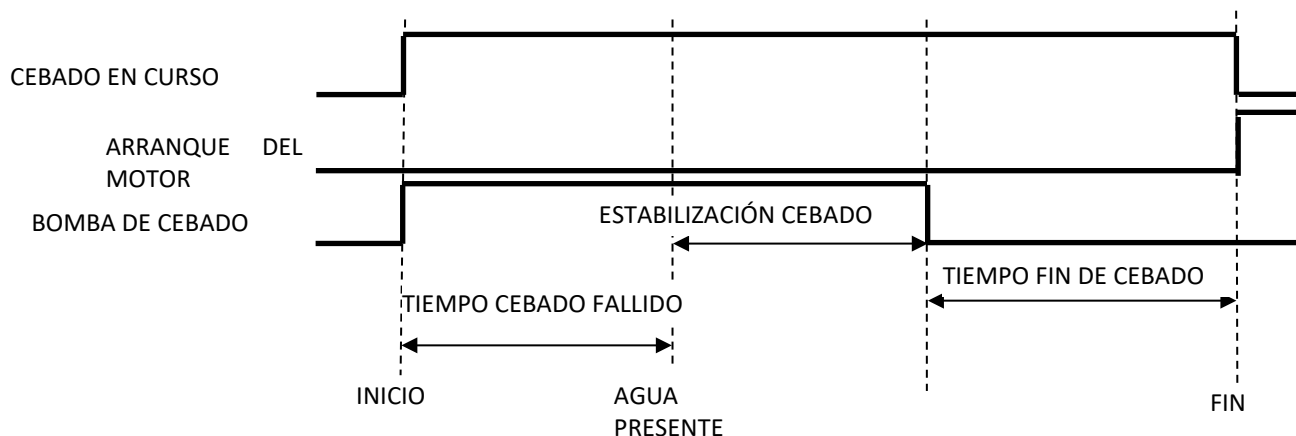 CEBADO EN CURSO
ARRANQUE DEL
MOTOR
BOMBA DE CEBADO
ESTABILIZACIÓN CEBADO
TIEMPO FIN DE CEBADO
TIEMPO CEBADO FALLIDO
INICIO
AGUA
PRESENTE
FIN